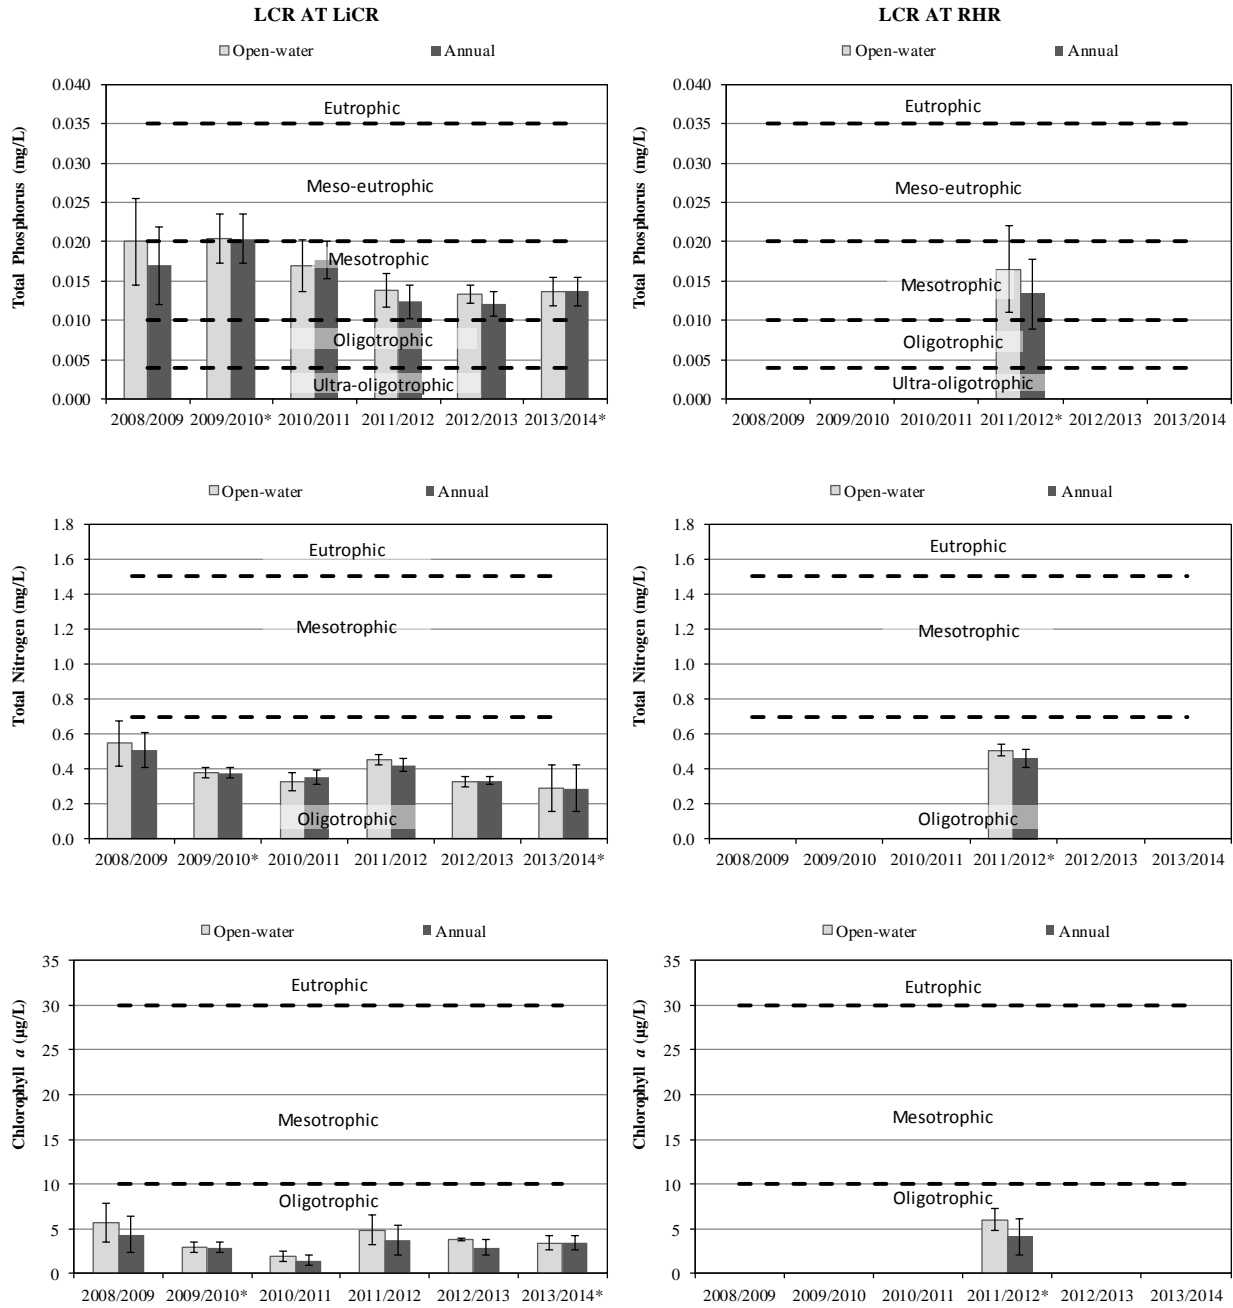 LCR AT LiCR
LCR AT RHR
Open-water Annual
Total Phosphorus (mg/L)
0.040
0.035
0.030
0.025
0.020
0.015
0.010
0.005
0.000
Eutrophic
Meso-eutrophic
Mesotrophic
Oligotrophic
Ultra-oligotrophic
2008/2009 2009/2010* 2010/2011 2011/2012 2012/2013 2013/2014*
Open-water Annual
Total Phosphorus (mg/L)
0.040
0.035
0.030
0.025
0.020
0.015
0.010
0.005
0.000
Eutrophic
Meso-eutrophic
Mesotrophic
Oligotrophic
Ultra-oligotrophic
2008/2009 2009/2010 2010/2011 2011/2012* 2012/2013 2013/2014
Open-water Annual
Total Nitrogen (mg/L)
1.8
1.6
1.4
1.2
1.0
0.8
0.6
0.4
0.2
0.0
Eutrophic
Mesotrophic
Oligotrophic
2008/2009 2009/2010* 2010/2011 2011/2012 2012/2013 2013/2014*
Open-water Annual
Total Nitrogen (mg/L)
1.8
1.6
1.4
1.2
1.0
0.8
0.6
0.4
0.2
0.0
Eutrophic
Mesotrophic
Oligotrophic
2008/2009 2009/2010 2010/2011 2011/2012* 2012/2013 2013/2014
Open-water Annual
Chlorophyll a (µg/L)
35
30
25
20
15
10
5
0
Eutrophic
Mesotrophic
Oligotrophic
2008/2009 2009/2010* 2010/2011 2011/2012 2012/2013 2013/2014*
Open-water Annual
Chlorophyll a (µg/L)
35
30
25
20
15
10
5
0
Eutrophic
Mesotrophic
Oligotrophic
2008/2009 2009/2010 2010/2011 2011/2012* 2012/2013 2013/2014